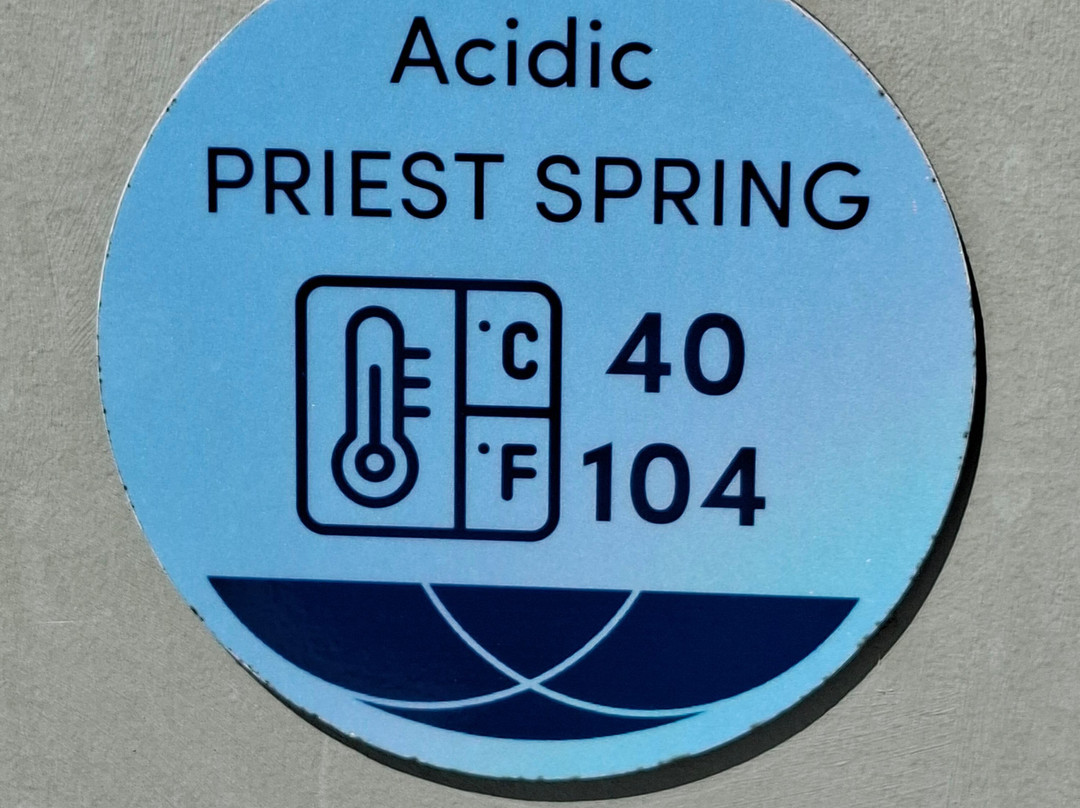 Acidic
PRIEST SPRING
°C 40
°F 104